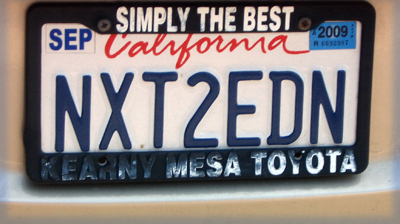 SIMPLY THE BEST
SEP California 2009
NXT2EDN
KEARNY MESA TOYOTA